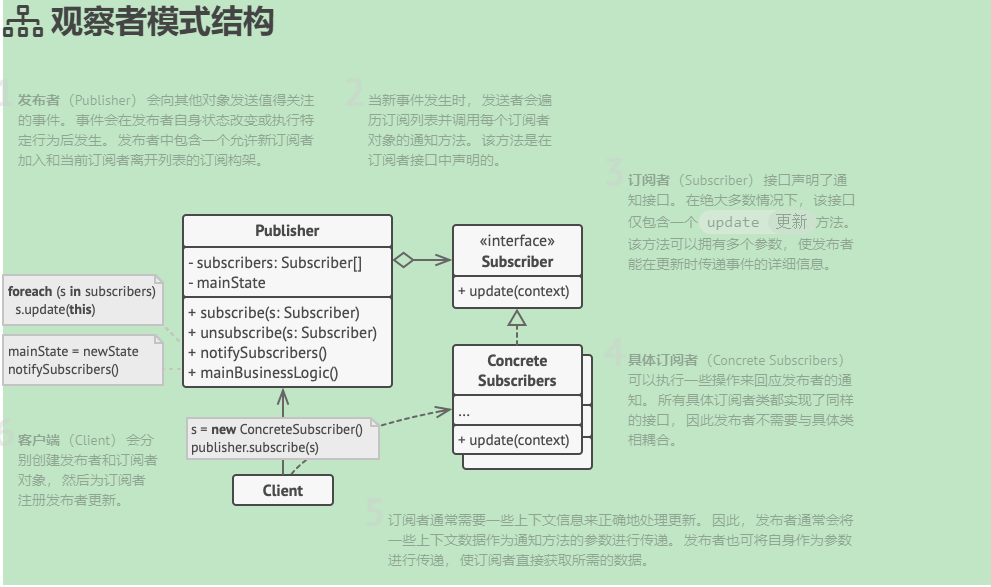 观察者模式结构
1
发布者 （Publisher） 会向其他对象发送值得关注
的事件。 事件会在发布者自身状态改变或执行特
定行为后发生。 发布者中包含一个允许新订阅者
加入和当前订阅者离开列表的订阅构架。
2
当新事件发生时， 发送者会遍
历订阅列表并调用每个订阅者
对象的通知方法。 该方法是在
订阅者接口中声明的。
3
订阅者 （Subscriber） 接口声明了通
知接口。 在绝大多数情况下， 该接口
仅包含一个 update 更新 方法。
该方法可以拥有多个参数， 使发布者
能在更新时传递事件的详细信息。
Publisher
- subscribers: Subscriber[]
- mainState
+ subscribe(s: Subscriber)
+ unsubscribe(s: Subscriber)
+ notifySubscribers()
+ mainBusinessLogic()
«interface»
Subscriber
+ update(context)
foreach (s in subscribers)
s.update(this)
mainState = newState
notifySubscribers()
Concrete
Subscribers
...
+ update(context)
4
具体订阅者 （Concrete Subscribers）
可以执行一些操作来回应发布者的通
知。 所有具体订阅者类都实现了同样
的接口， 因此发布者不需要与具体类
相耦合。
s = new ConcreteSubscriber()
publisher.subscribe(s)
Client
6
客户端 （Client） 会分
别创建发布者和订阅者
对象， 然后为订阅者
注册发布者更新。
5
订阅者通常需要一些上下文信息来正确地处理更新。 因此， 发布者通常会将
一些上下文数据作为通知方法的参数进行传递。 发布者也可将自身作为参数
进行传递， 使订阅者直接获取所需的数据。